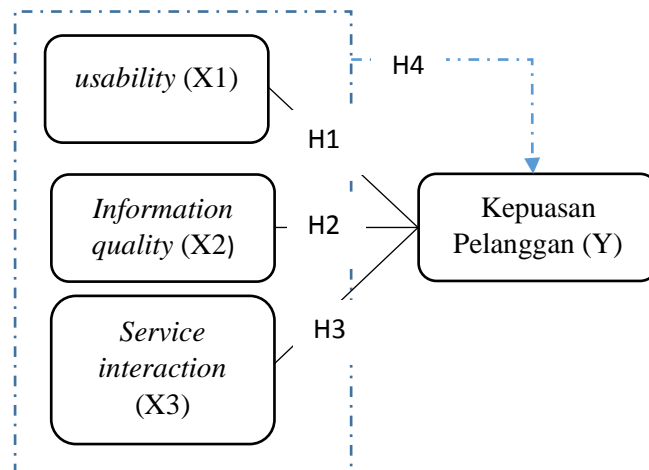 usability (X1)
H4
H1
Information
quality (X2)
H2
Kepuasan
Pelanggan (Y)
Service
interaction
(X3)
H3